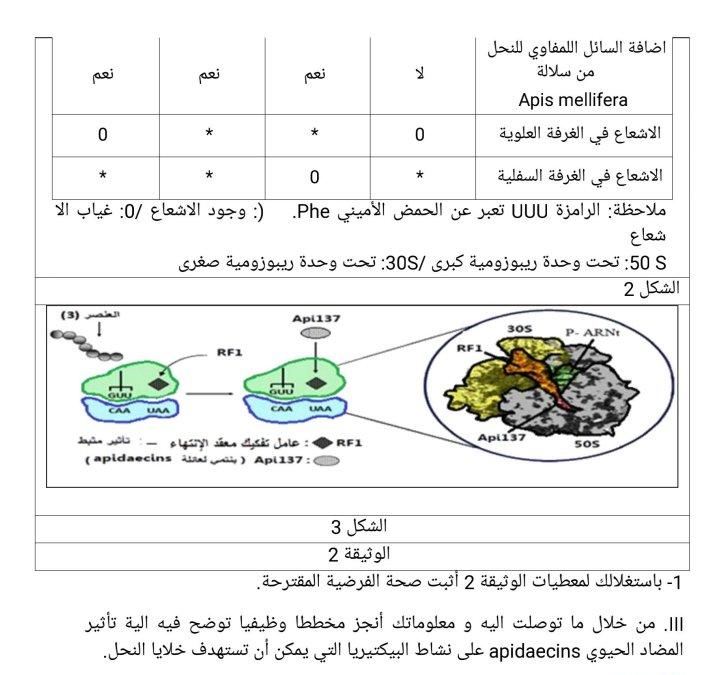 اضافة السائل اللمفاوي للنحل
من سلالة
Apis mellifera
لا
نعم
نعم
نعم
الاشعاع في الغرفة العلوية
0
*
*
0
الاشعاع في الغرفة السفلية
*
0
*
*
ملاحظة: الرامزة UUU تعبر عن الحمض الأميني Phe. (: وجود الاشعاع /0: غياب الا
شعاع
50 S: تحت وحدة ريبوزومية كبرى /30S: تحت وحدة ريبوزومية صغرى
الشكل 2
العنصر (3)
RF1
GUU
CAA UAA
Api137
GUU
CAA UAA
30S
P- ARNt
RF1
Api137
50S
RF1 : عامل تفكيك معقد الإنتهاء — : تأثير مثبط
Api137 : ( ينتمي لعائلة apidaecins )
الشكل 3
الوثيقة 2
1- باستغلالك لمعطيات الوثيقة 2 أثبت صحة الفرضية المقترحة.
III. من خلال ما توصلت اليه و معلوماتك أنجز مخططا وظيفيا توضح فيه الية تأثير
المضاد الحيوي apidaecins على نشاط البيكتيريا التي يمكن أن تستهدف خلايا النحل.